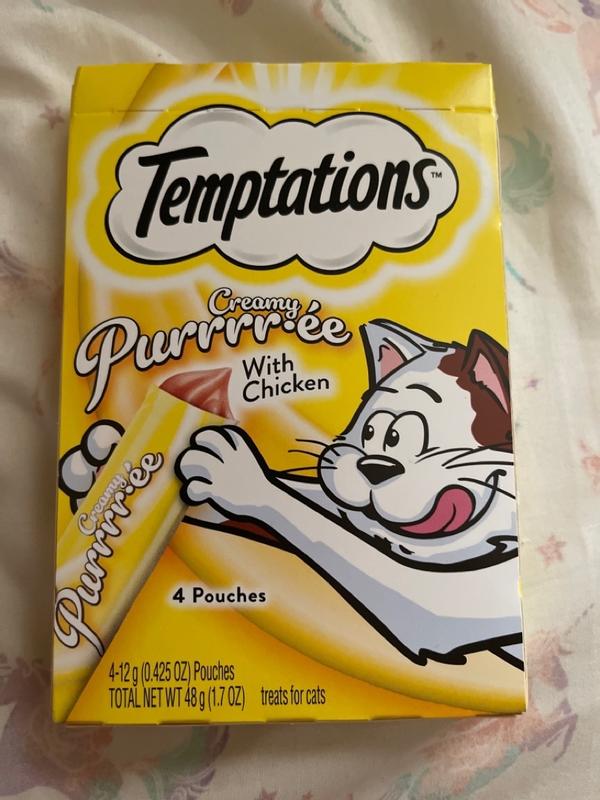 Temptations™
Creamy
Purrrr·ée
With
Chicken
Creamy
Purrrr·ée
4 Pouches
4-12 g (0.425 OZ) Pouches
TOTAL NET WT 48 g (1.7 OZ) treats for cats